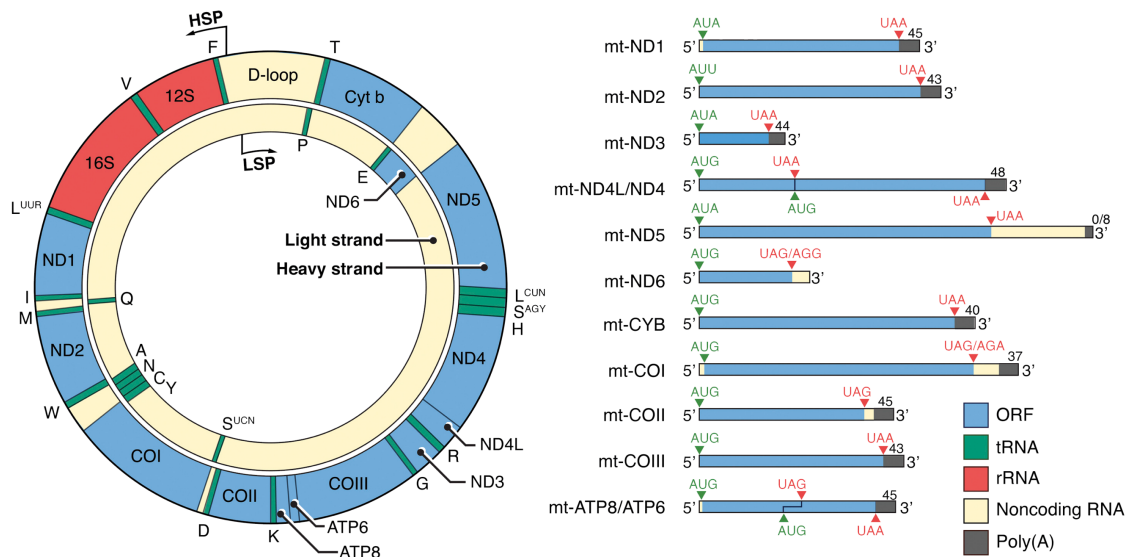 HSP
F
T
D-loop
V
12S
Cyt b
16S
P
LSP
E
ND6
ND5
L^UUR
Light strand
Heavy strand
ND1
I
Q
M
L^CUN
S^AGY
H
ND2
A
N
C
Y
ND4
W
S^UCN
COI
ND4L
R
ND3
G
D
COII
K
COIII
ATP6
ATP8
AUA
UAA
45
mt-ND1
5’
3’
AUU
UAA
43
mt-ND2
5’
3’
AUA
UAA
44
mt-ND3
5’
3’
AUG
UAA
48
mt-ND4L/ND4
5’
3’
AUG
UAA
AUA
UAA
0/8
mt-ND5
5’
3’
AUG
UAG/AGG
mt-ND6
5’
3’
AUG
UAA
40
mt-CYB
5’
3’
AUG
UAG/AGA
37
mt-COI
5’
3’
AUG
UAG
45
mt-COII
5’
3’
AUG
UAA
43
mt-COIII
5’
3’
AUG
UAG
45
mt-ATP8/ATP6
5’
3’
AUG
UAA
ORF
tRNA
rRNA
Noncoding RNA
Poly(A)